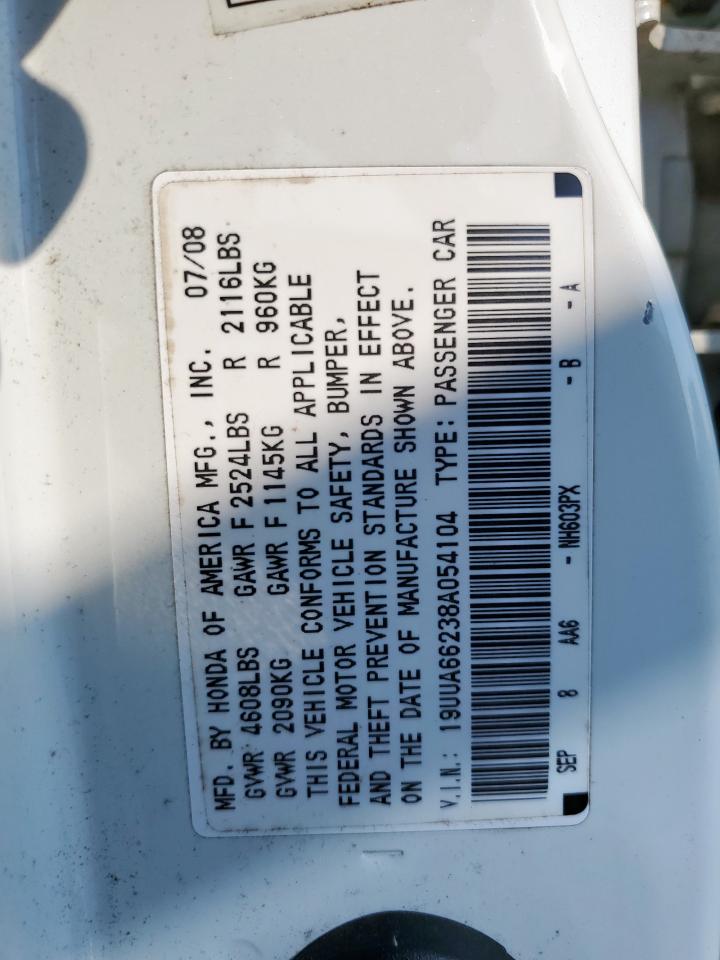 MFD. BY HONDA OF AMERICA MFG., INC. 07/08
GVWR 4608LBS GAWR F 2524LBS R 2116LBS
GVWR 2090KG GAWR F 1145KG R 960KG
THIS VEHICLE CONFORMS TO ALL APPLICABLE
FEDERAL MOTOR VEHICLE SAFETY, BUMPER,
AND THEFT PREVENTION STANDARDS IN EFFECT
ON THE DATE OF MANUFACTURE SHOWN ABOVE.
V.I.N.: 19UUA66238A054104 TYPE: PASSENGER CAR
SEP 8 AA6 - NH603PX - B - A